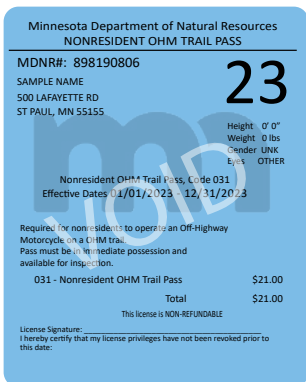 Minnesota Department of Natural Resources
NONRESIDENT OHM TRAIL PASS
MDNR#: 898190806
23
SAMPLE NAME
500 LAFAYETTE RD
ST PAUL, MN 55155
Height 0' 0"
Weight 0 lbs
Gender UNK
Eyes OTHER
VOID
Nonresident OHM Trail Pass, Code 031
Effective Dates 01/01/2023 - 12/31/2023
Required for nonresidents to operate an Off-Highway
Motorcycle on a OHM trail.
Pass must be in immediate possession and
available for inspection.
031 - Nonresident OHM Trail Pass $21.00
Total $21.00
This license is NON-REFUNDABLE
License Signature: ______________________________
I hereby certify that my license privileges have not been revoked prior to
this date: